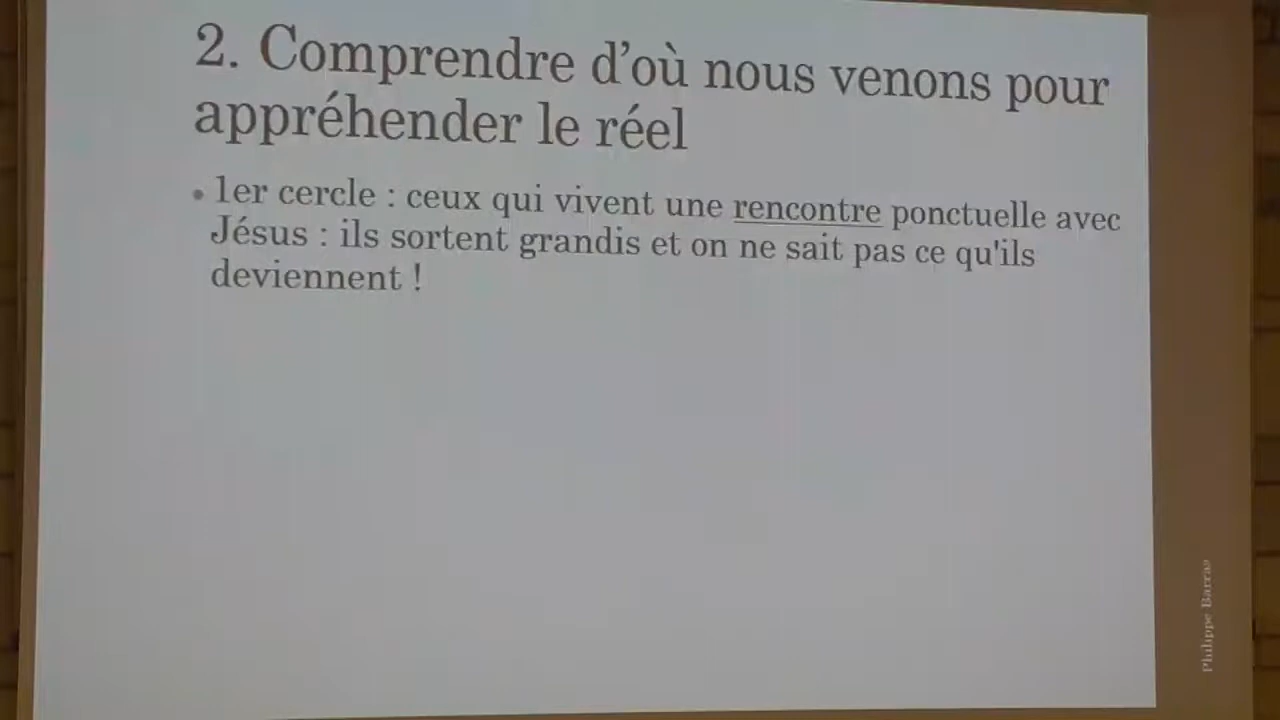 2. Comprendre d’où nous venons pour
appréhender le réel
• 1er cercle : ceux qui vivent une rencontre ponctuelle avec
Jésus : ils sortent grandis et on ne sait pas ce qu'ils
deviennent !
Philippe Barras